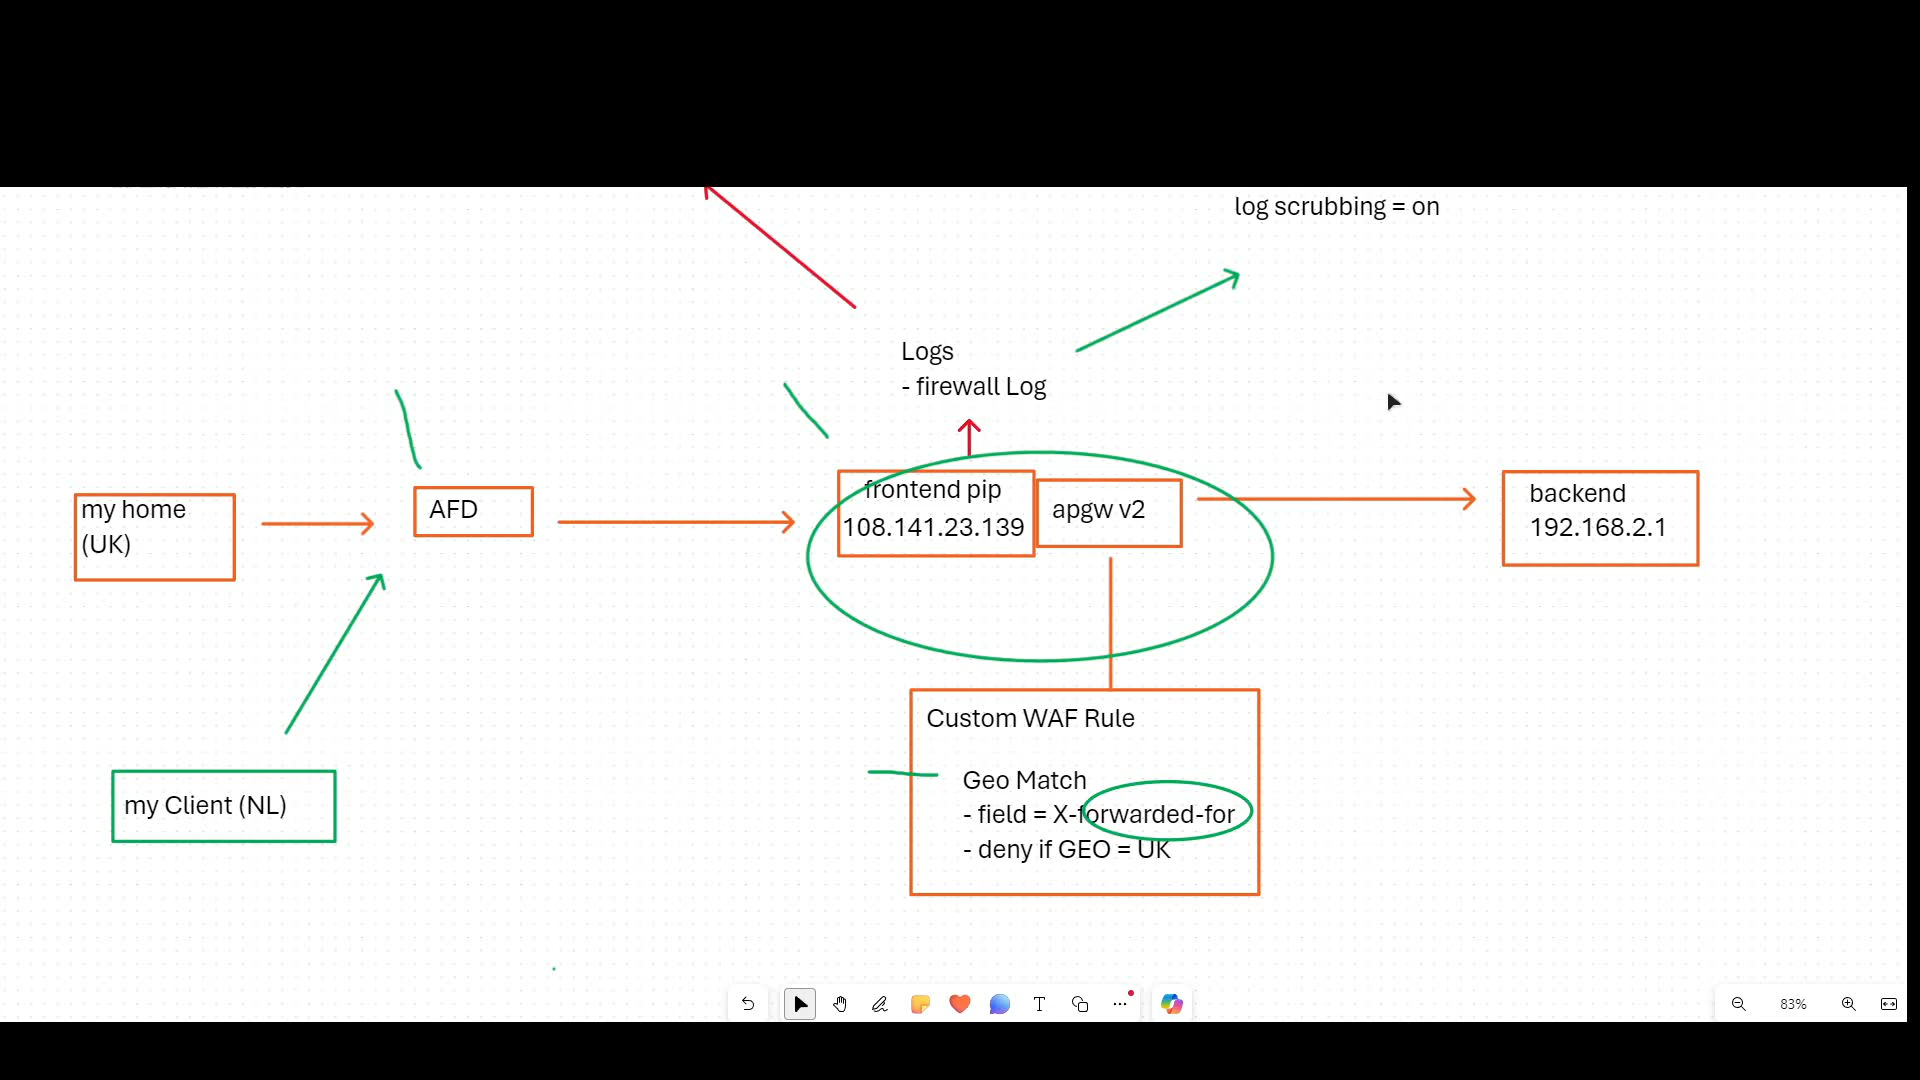 log scrubbing = on
Logs
- firewall Log
my home
(UK)
AFD
frontend pip
108.141.23.139
apgw v2
backend
192.168.2.1
Custom WAF Rule
Geo Match
- field = X-forwarded-for
- deny if GEO = UK
my Client (NL)
83%